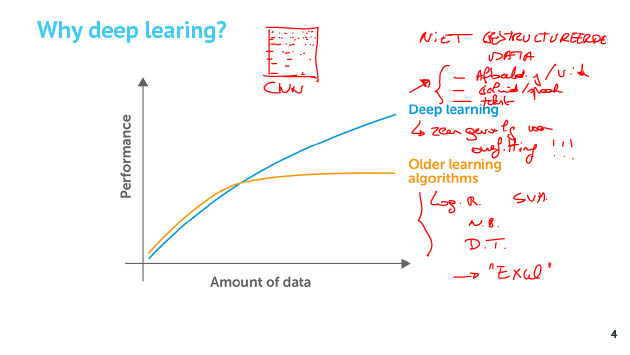 Why deep learing?
CNN
NIET GESTRUCTUREERDE
DATA
- Afbeelding / vid
- geluid/spraak
- tekst
Deep learning
↳ zeer gevoelig voor
overfitting !!!
Older learning
algorithms
Log. R. SVM.
N.B.
D.T.
→ "Excel"
Performance
Amount of data
4